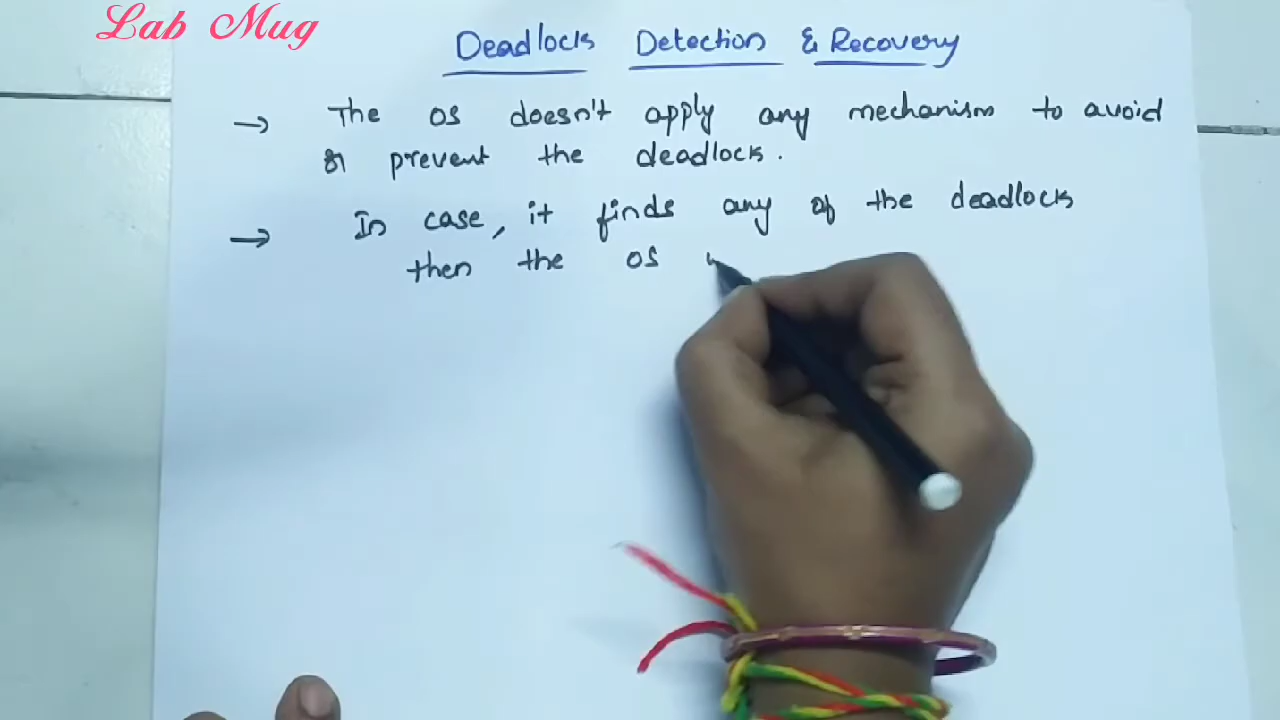 Lab Mug
Deadlocks Detection & Recovery
→ The OS doesn't apply any mechanism to avoid
or prevent the deadlock.
→ In case, it finds any of the deadlocks
then the OS